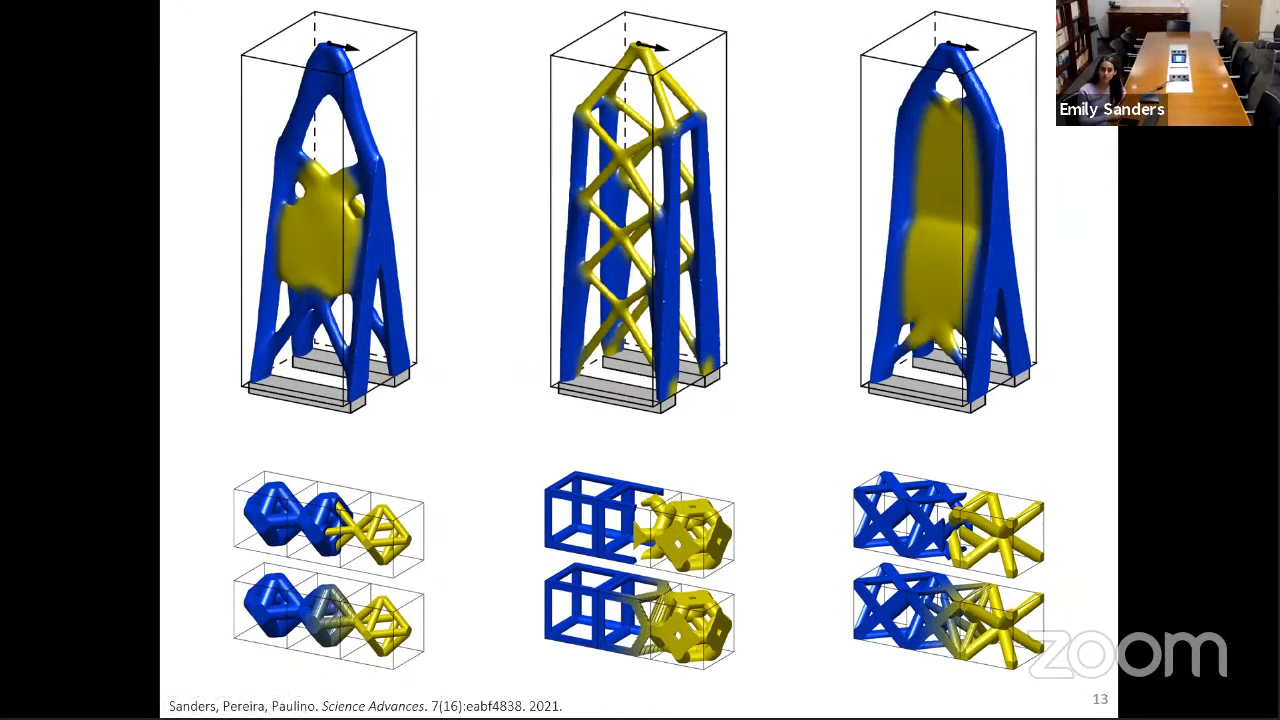 Emily Sanders
zoom
Sanders, Pereira, Paulino. Science Advances. 7(16):eabf4838. 2021.
13